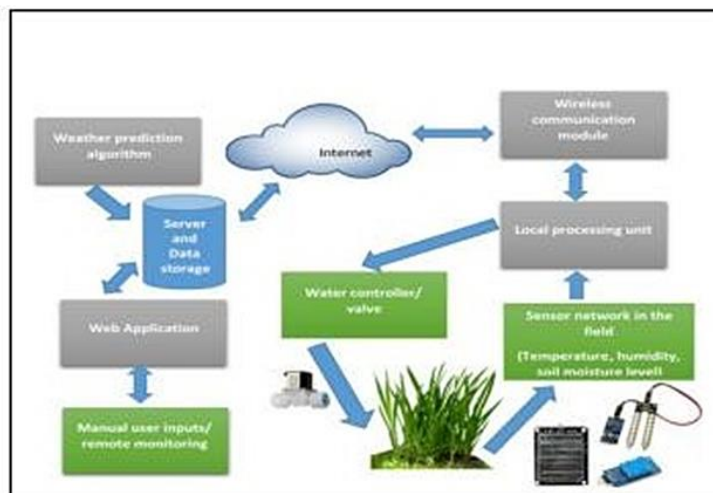 Weather prediction
algorithm
Internet
Wireless
communication
module
Server
and
Data
storage
Local processing unit
Water controller/
valve
Web Application
Sensor network in the
field
(Temperature, humidity,
soil moisture level)
Manual user inputs/
remote monitoring